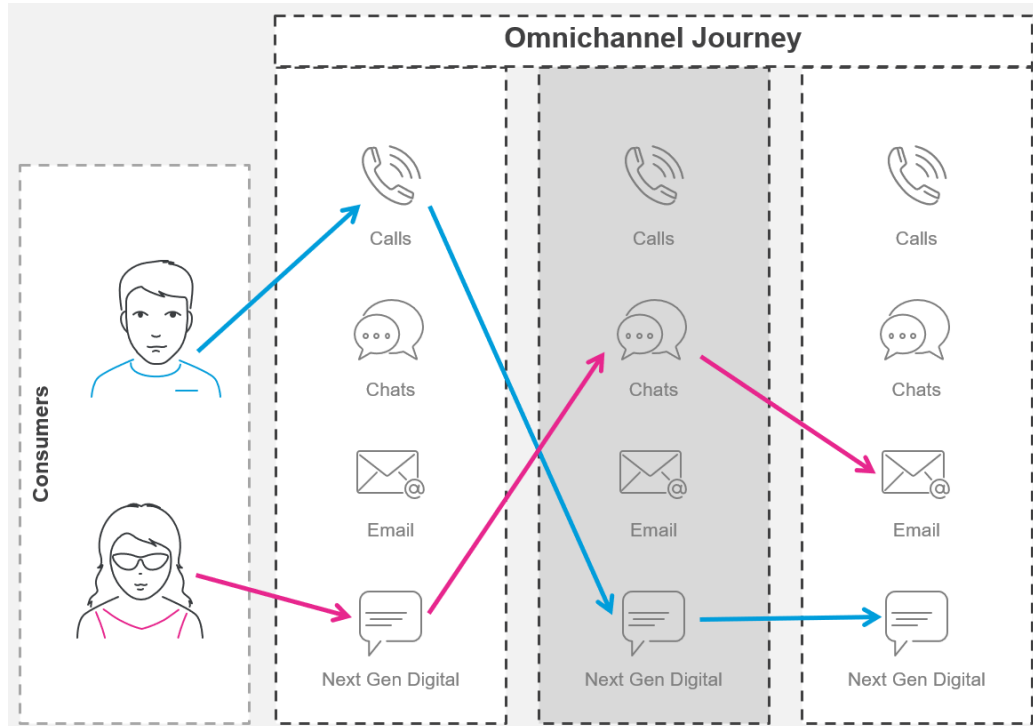 Omnichannel Journey
Consumers
Calls
Chats
@
Email
Next Gen Digital
Calls
Chats
@
Email
Next Gen Digital
Calls
Chats
@
Email
Next Gen Digital